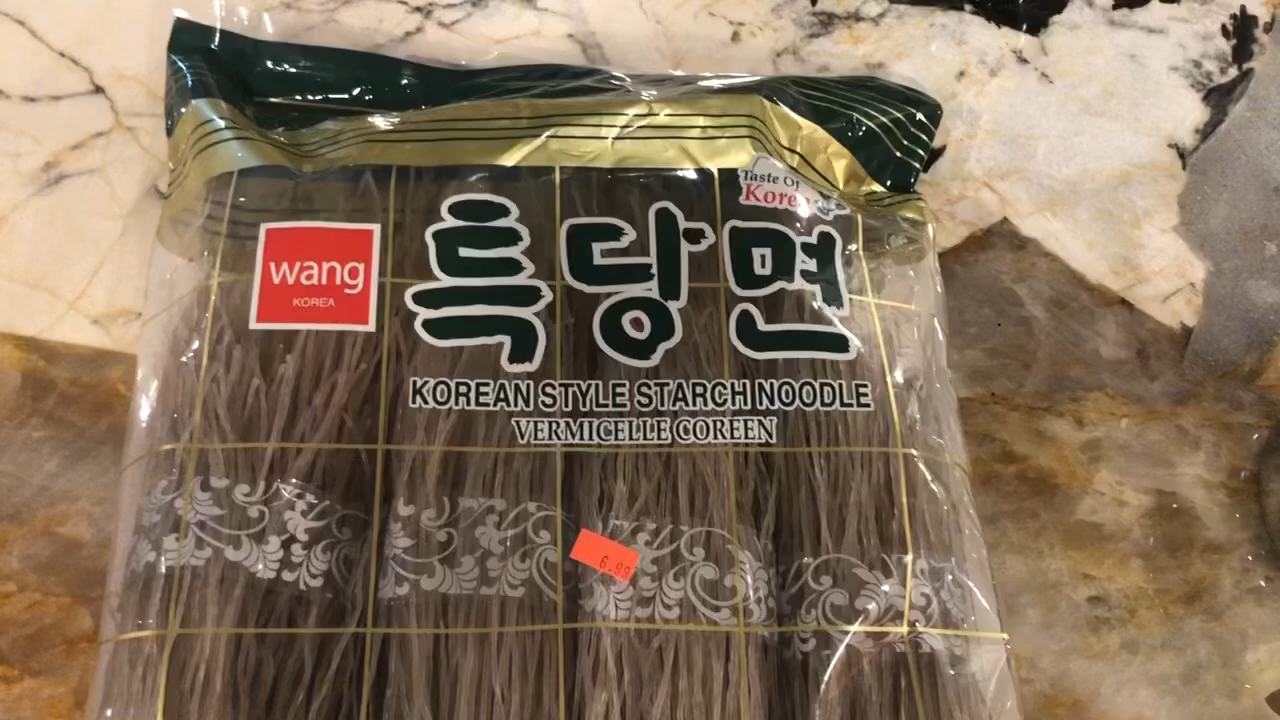 Taste Of
Korea
wang
KOREA
특당면
KOREAN STYLE STARCH NOODLE
VERMICELLE COREEN
6.99